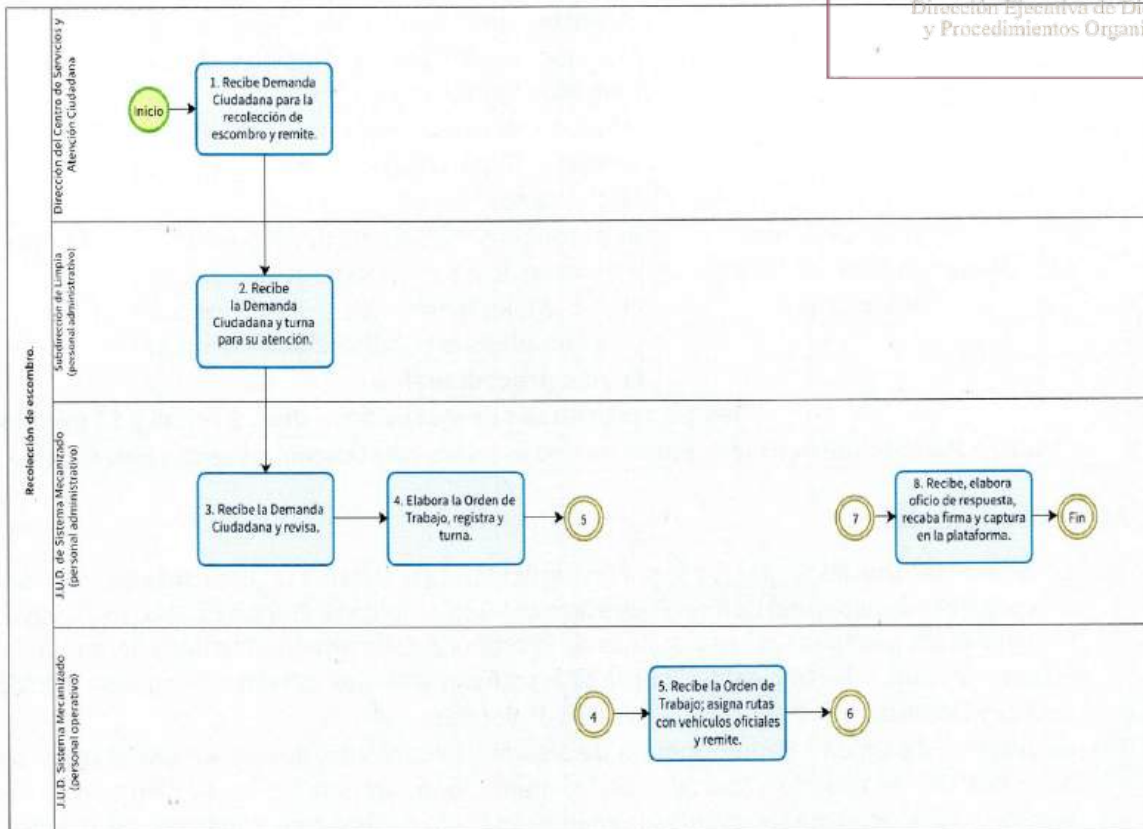 Dirección Ejecutiva de Di
y Procedimientos Organi
Recolección de escombro.
Dirección del Centro de Servicios y
Atención Ciudadana
Inicio
1. Recibe Demanda
Ciudadana para la
recolección de
escombro y remite.
Subdirección de Limpia
(personal administrativo)
2. Recibe
la Demanda
Ciudadana y turna
para su atención.
J.U.D. de Sistema Mecanizado
(personal administrativo)
3. Recibe la Demanda
Ciudadana y revisa.
4. Elabora la Orden de
Trabajo, registra y
turna.
5
7
8. Recibe, elabora
oficio de respuesta,
recaba firma y captura
en la plataforma.
Fin
J.U.D. Sistema Mecanizado
(personal operativo)
4
5. Recibe la Orden de
Trabajo; asigna rutas
con vehículos oficiales
y remite.
6